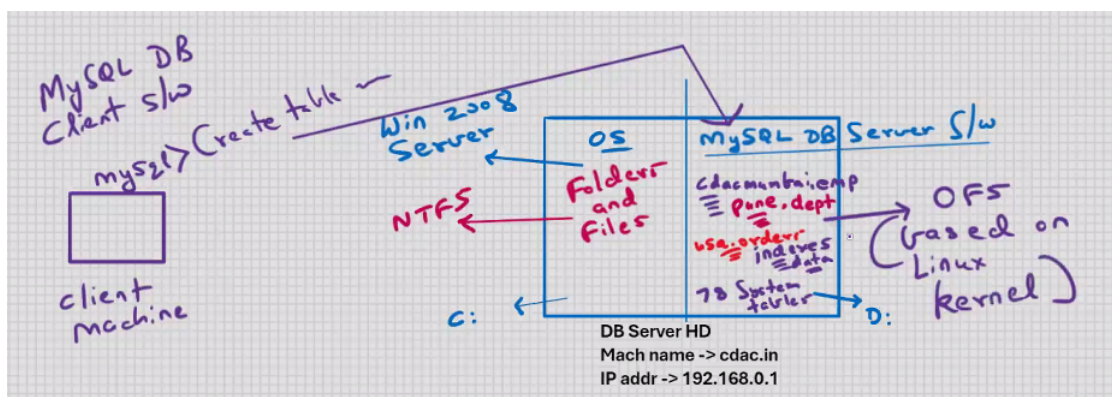 MySQL DB
Client S/w
mysql> Create table ~
client
machine
Win 2008
Server
NTFS
C:
OS
Folders
and
Files
MySQL DB Server S/w
cdacmumbai.emp
pune.dept
usa.orders
indexes
data
78 System
tables
D:
OFS
(based on
Linux
kernel)
DB Server HD
Mach name -> cdac.in
IP addr -> 192.168.0.1